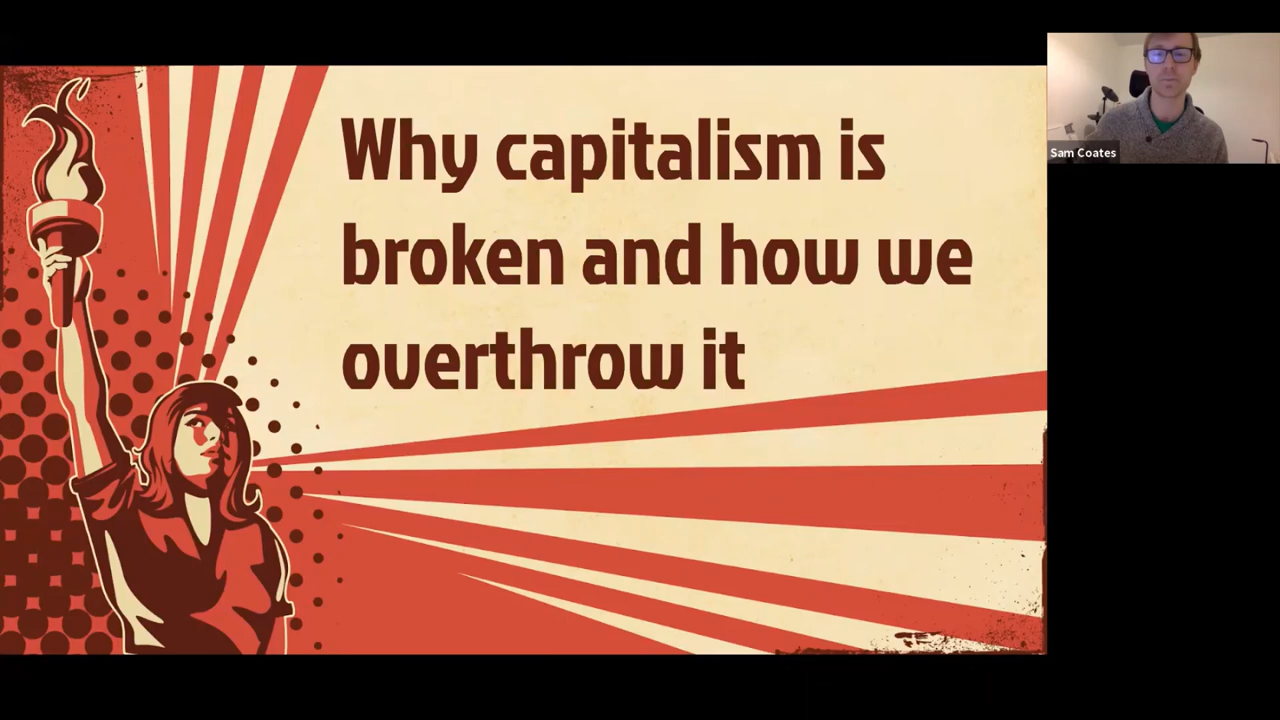 Why capitalism is
broken and how we
overthrow it
Sam Coates